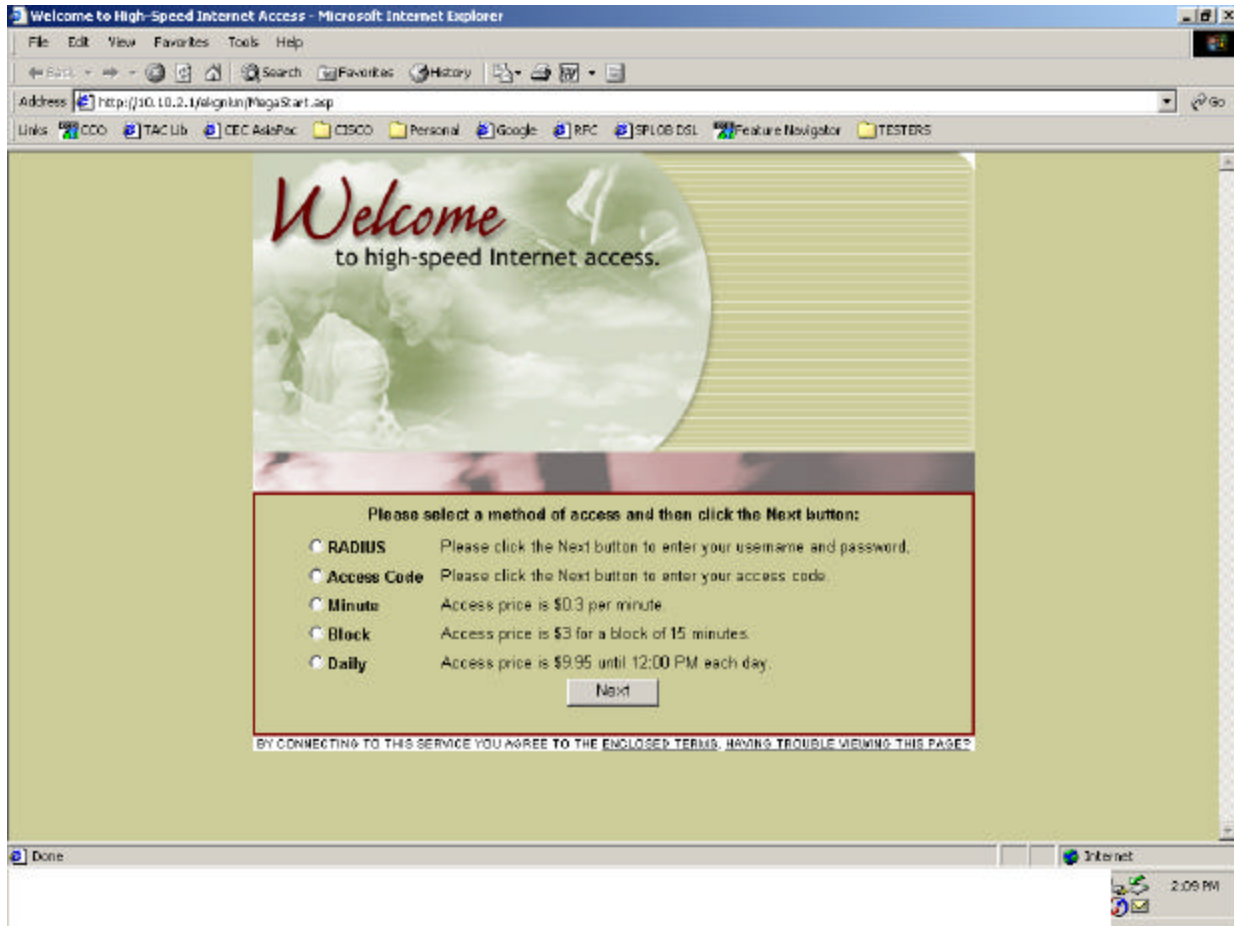 Welcome to High-Speed Internet Access - Microsoft Internet Explorer
File Edit View Favorites Tools Help
Back Search Favorites History
Address http://10.10.2.1/ekgnkn/MegaStart.asp Go
Links CCO TAC Lib CEC AsiaPac CISCO Personal Google RFC SPLOB DSL Feature Navigator TESTERS
Welcome
to high-speed Internet access.
Please select a method of access and then click the Next button:
RADIUS Please click the Next button to enter your username and password.
Access Code Please click the Next button to enter your access code.
Minute Access price is $0.3 per minute.
Block Access price is $3 for a block of 15 minutes.
Daily Access price is $9.95 until 12:00 PM each day.
Next
BY CONNECTING TO THIS SERVICE YOU AGREE TO THE ENCLOSED TERMS. HAVING TROUBLE VIEWING THIS PAGE?
Done Internet
2:09 PM